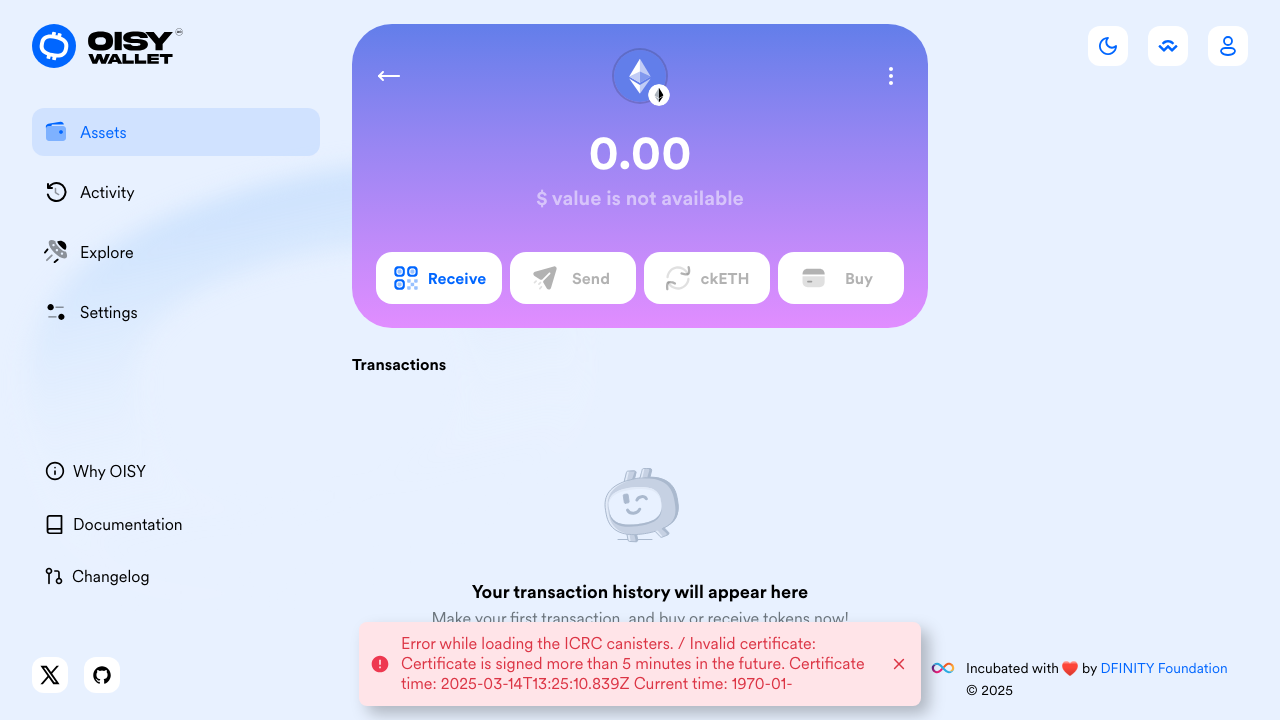 OISY
WALLET
Assets
Activity
Explore
Settings
Why OISY
Documentation
Changelog
0.00
$ value is not available
Receive
Send
ckETH
Buy
Transactions
Your transaction history will appear here
Make your first transaction, and buy or receive tokens now!
Error while loading the ICRC canisters. / Invalid certificate:
Certificate is signed more than 5 minutes in the future. Certificate
time: 2025-03-14T13:25:10.839Z Current time: 1970-01-
Incubated with ❤️ by DFINITY Foundation
© 2025